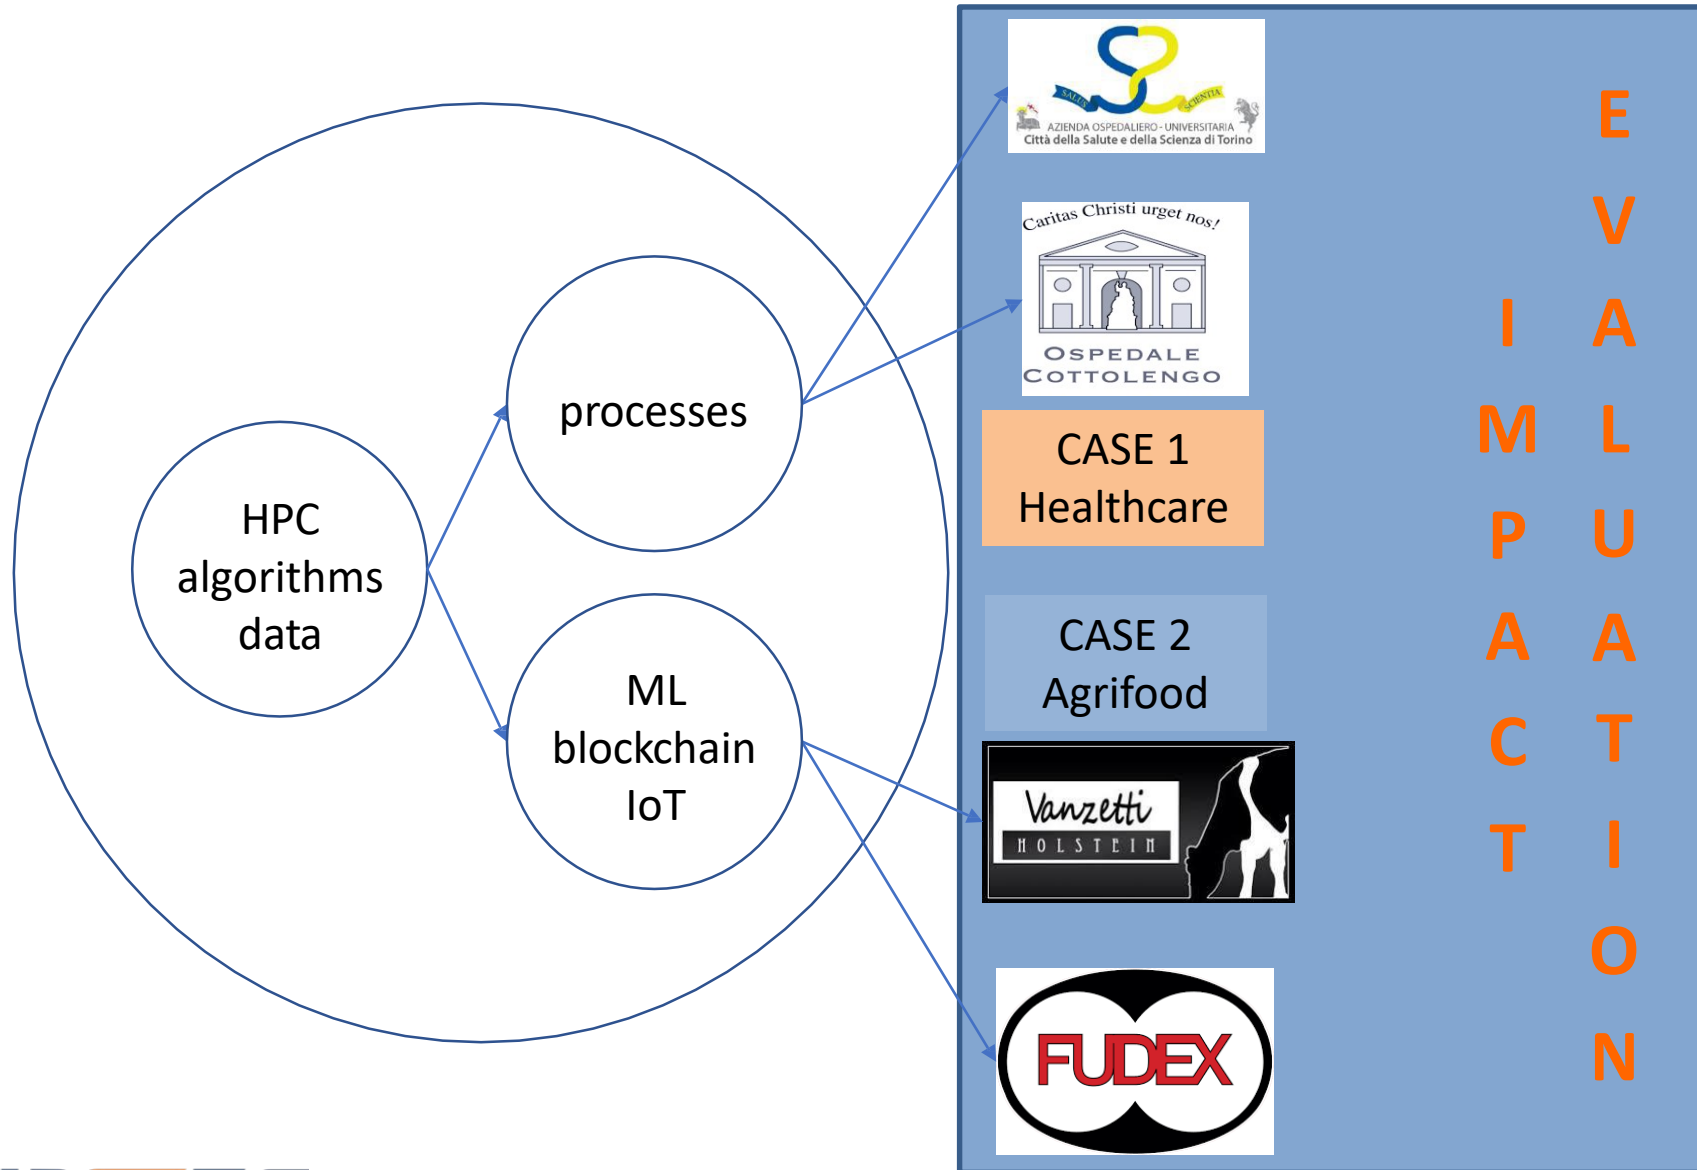 HPC
algorithms
data
processes
ML
blockchain
IoT
SALUS
SCIENTIA
AZIENDA OSPEDALIERO - UNIVERSITARIA
Città della Salute e della Scienza di Torino
Caritas Christi urget nos!
OSPEDALE
COTTOLENGO
CASE 1
Healthcare
CASE 2
Agrifood
Vanzetti
HOLSTEIN
FUDEX
IMPACT
EVALUATION